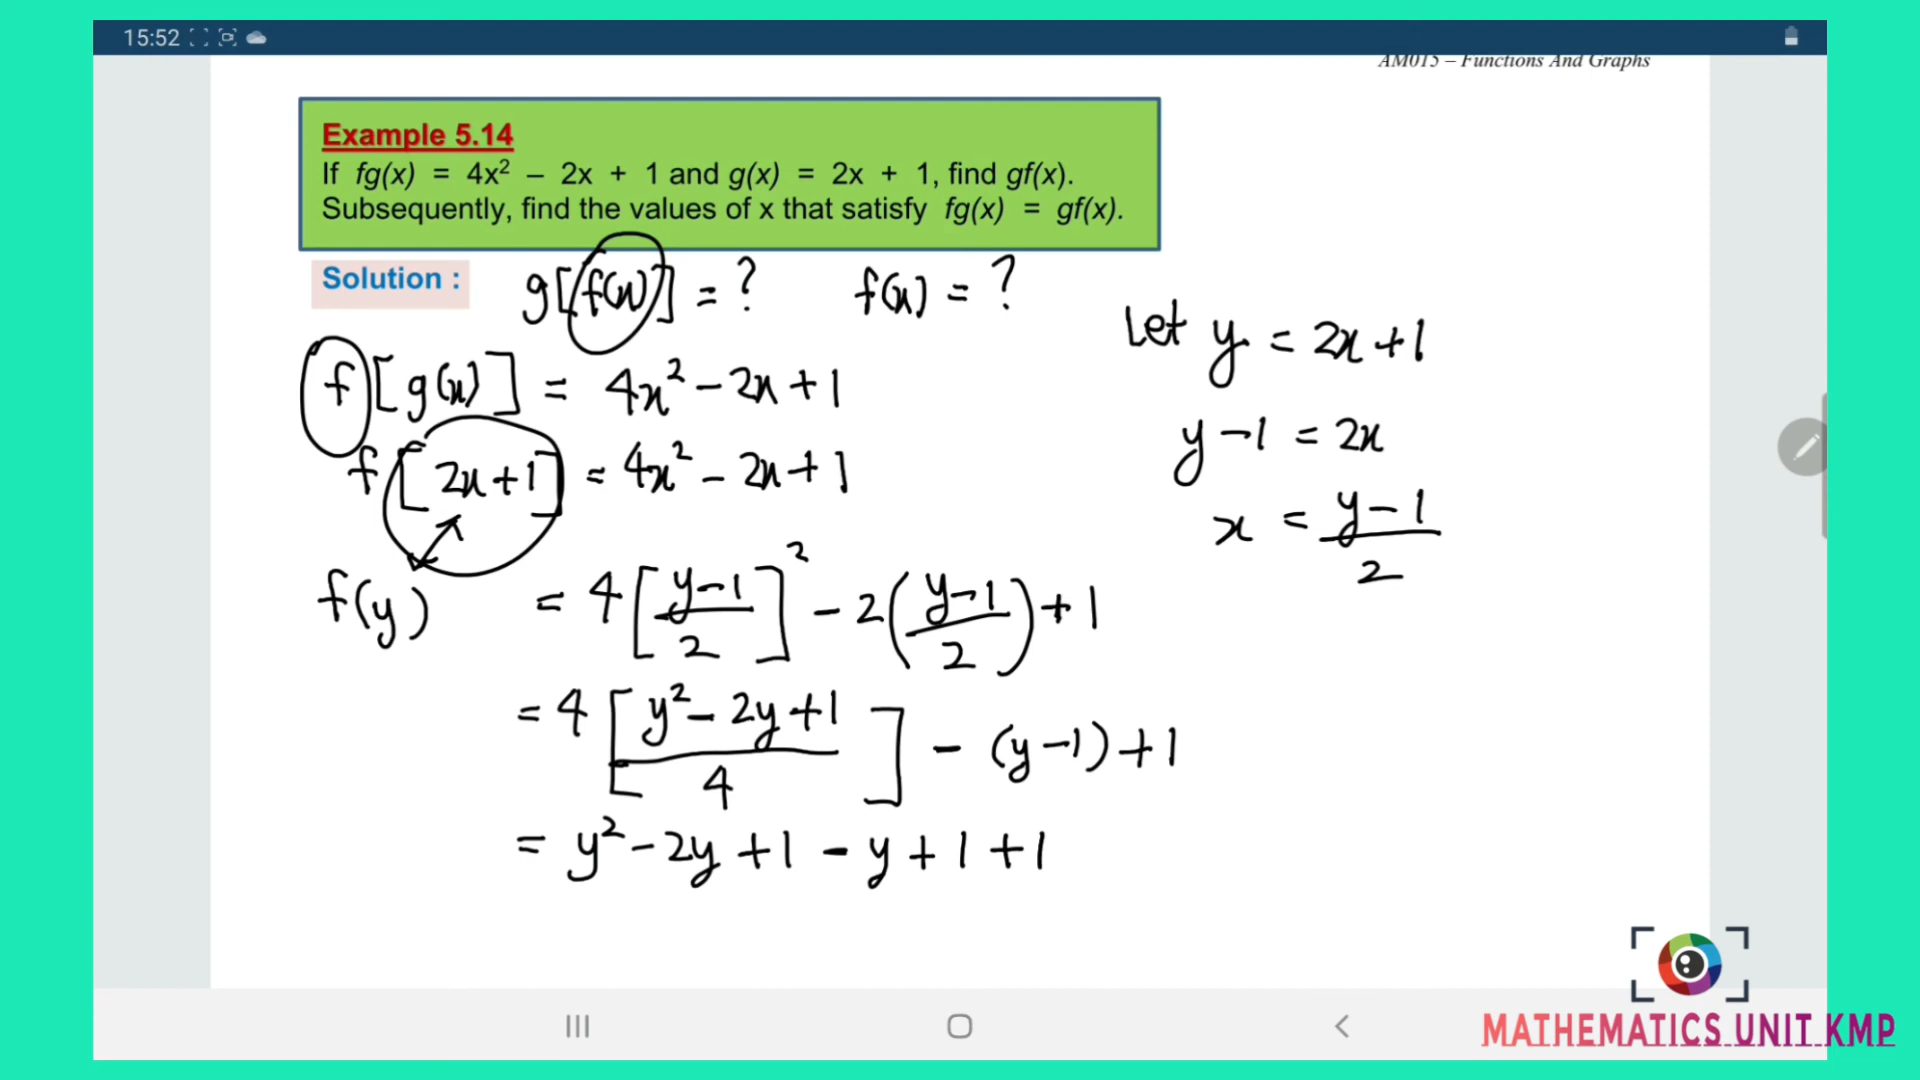 15:52
AM015 – Functions And Graphs
Example 5.14
If fg(x) = 4x² – 2x + 1 and g(x) = 2x + 1, find gf(x).
Subsequently, find the values of x that satisfy fg(x) = gf(x).
Solution :
g[f(x)] = ? f(x) = ?
f[g(x)] = 4x² - 2x + 1
f[2x+1] = 4x² - 2x + 1
f(y) = 4[(y-1)/2]² - 2((y-1)/2) + 1
= 4[(y² - 2y + 1)/4] - (y-1) + 1
= y² - 2y + 1 - y + 1 + 1
Let y = 2x + 1
y - 1 = 2x
x = (y-1)/2
MATHEMATICS UNIT KMP